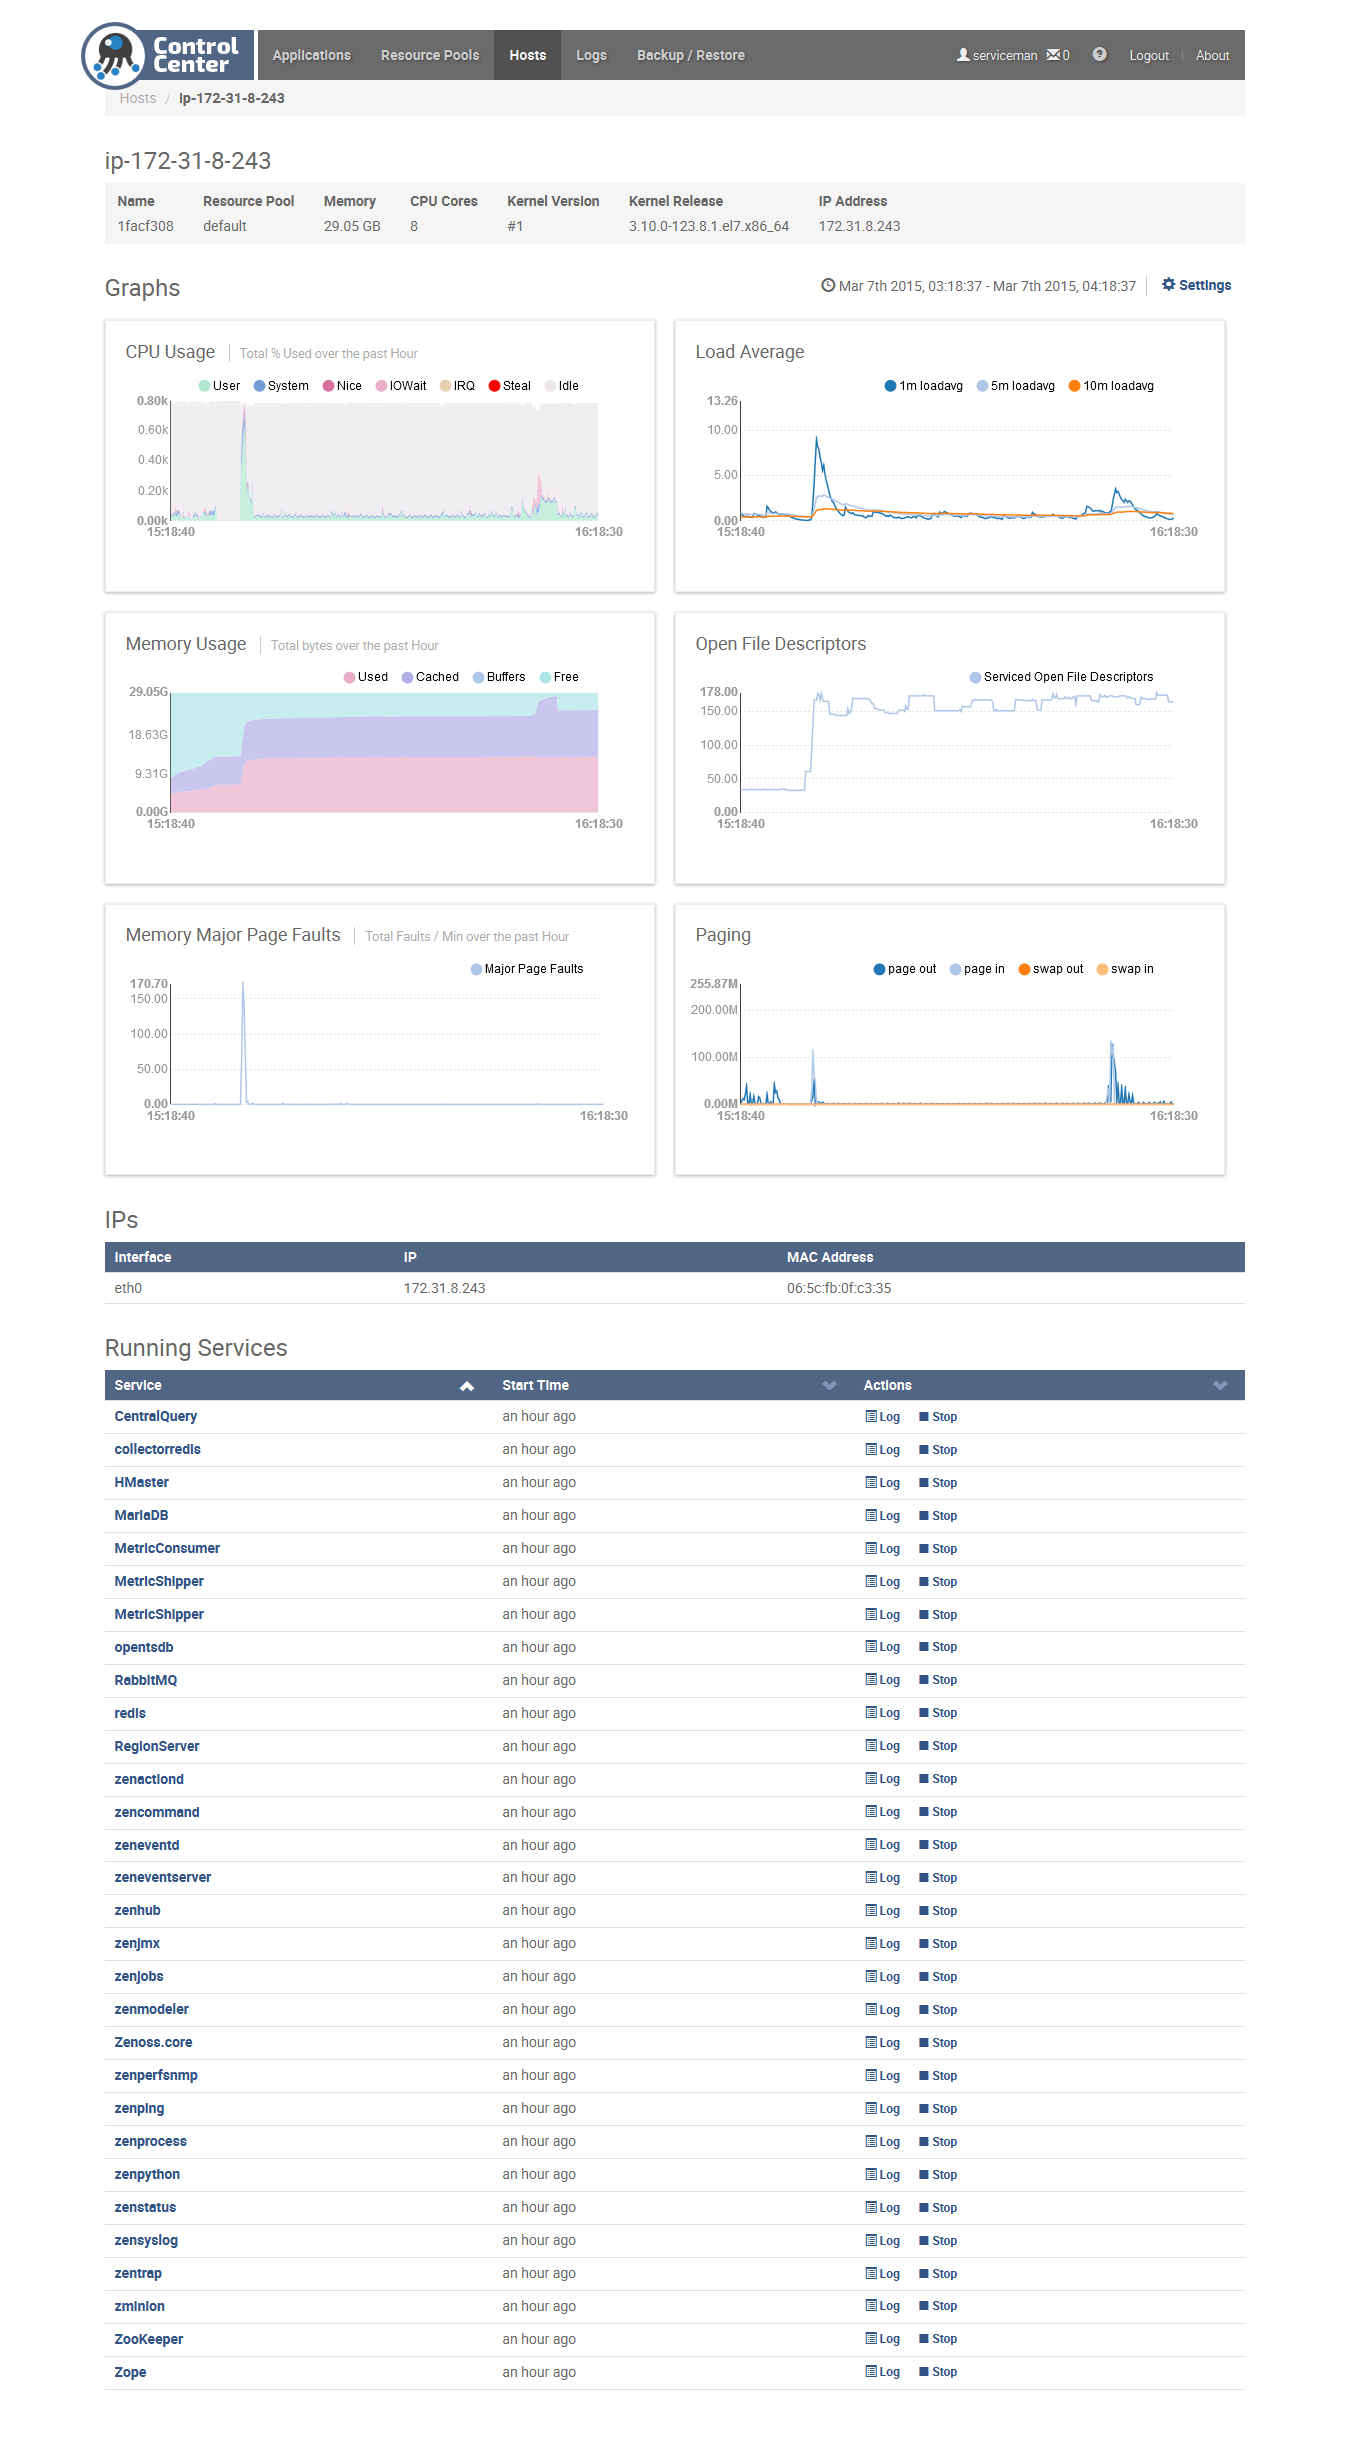 Control Center
Applications Resource Pools Hosts Logs Backup / Restore serviceman 0 Logout About
Hosts / ip-172-31-8-243
ip-172-31-8-243
Name Resource Pool Memory CPU Cores Kernel Version Kernel Release IP Address
1facf308 default 29.05 GB 8 #1 3.10.0-123.8.1.el7.x86_64 172.31.8.243
Graphs
Mar 7th 2015, 03:18:37 - Mar 7th 2015, 04:18:37 Settings
CPU Usage Total % Used over the past Hour
User System Nice IOWait IRQ Steal Idle
0.80k
0.60k
0.40k
0.20k
0.00k
15:18:40 16:18:30
Load Average
1m loadavg 5m loadavg 10m loadavg
13.26
10.00
5.00
0.00
15:18:40 16:18:30
Memory Usage Total bytes over the past Hour
Used Cached Buffers Free
29.05G
18.63G
9.31G
0.00G
15:18:40 16:18:30
Open File Descriptors
Serviced Open File Descriptors
178.00
150.00
100.00
50.00
0.00
15:18:40 16:18:30
Memory Major Page Faults Total Faults / Min over the past Hour
Major Page Faults
170.70
150.00
100.00
50.00
0.00
15:18:40 16:18:30
Paging
page out page in swap out swap in
255.87M
200.00M
100.00M
0.00M
15:18:40 16:18:30
IPs
Interface IP MAC Address
eth0 172.31.8.243 06:5c:fb:0f:c3:35
Running Services
Service Start Time Actions
CentralQuery an hour ago Log Stop
collectorredis an hour ago Log Stop
HMaster an hour ago Log Stop
MariaDB an hour ago Log Stop
MetricConsumer an hour ago Log Stop
MetricShipper an hour ago Log Stop
MetricShipper an hour ago Log Stop
opentsdb an hour ago Log Stop
RabbitMQ an hour ago Log Stop
redis an hour ago Log Stop
RegionServer an hour ago Log Stop
zenactiond an hour ago Log Stop
zencommand an hour ago Log Stop
zeneventd an hour ago Log Stop
zeneventserver an hour ago Log Stop
zenhub an hour ago Log Stop
zenjmx an hour ago Log Stop
zenjobs an hour ago Log Stop
zenmodeler an hour ago Log Stop
Zenoss.core an hour ago Log Stop
zenperfsnmp an hour ago Log Stop
zenping an hour ago Log Stop
zenprocess an hour ago Log Stop
zenpython an hour ago Log Stop
zenstatus an hour ago Log Stop
zensyslog an hour ago Log Stop
zentrap an hour ago Log Stop
zminion an hour ago Log Stop
ZooKeeper an hour ago Log Stop
Zope an hour ago Log Stop